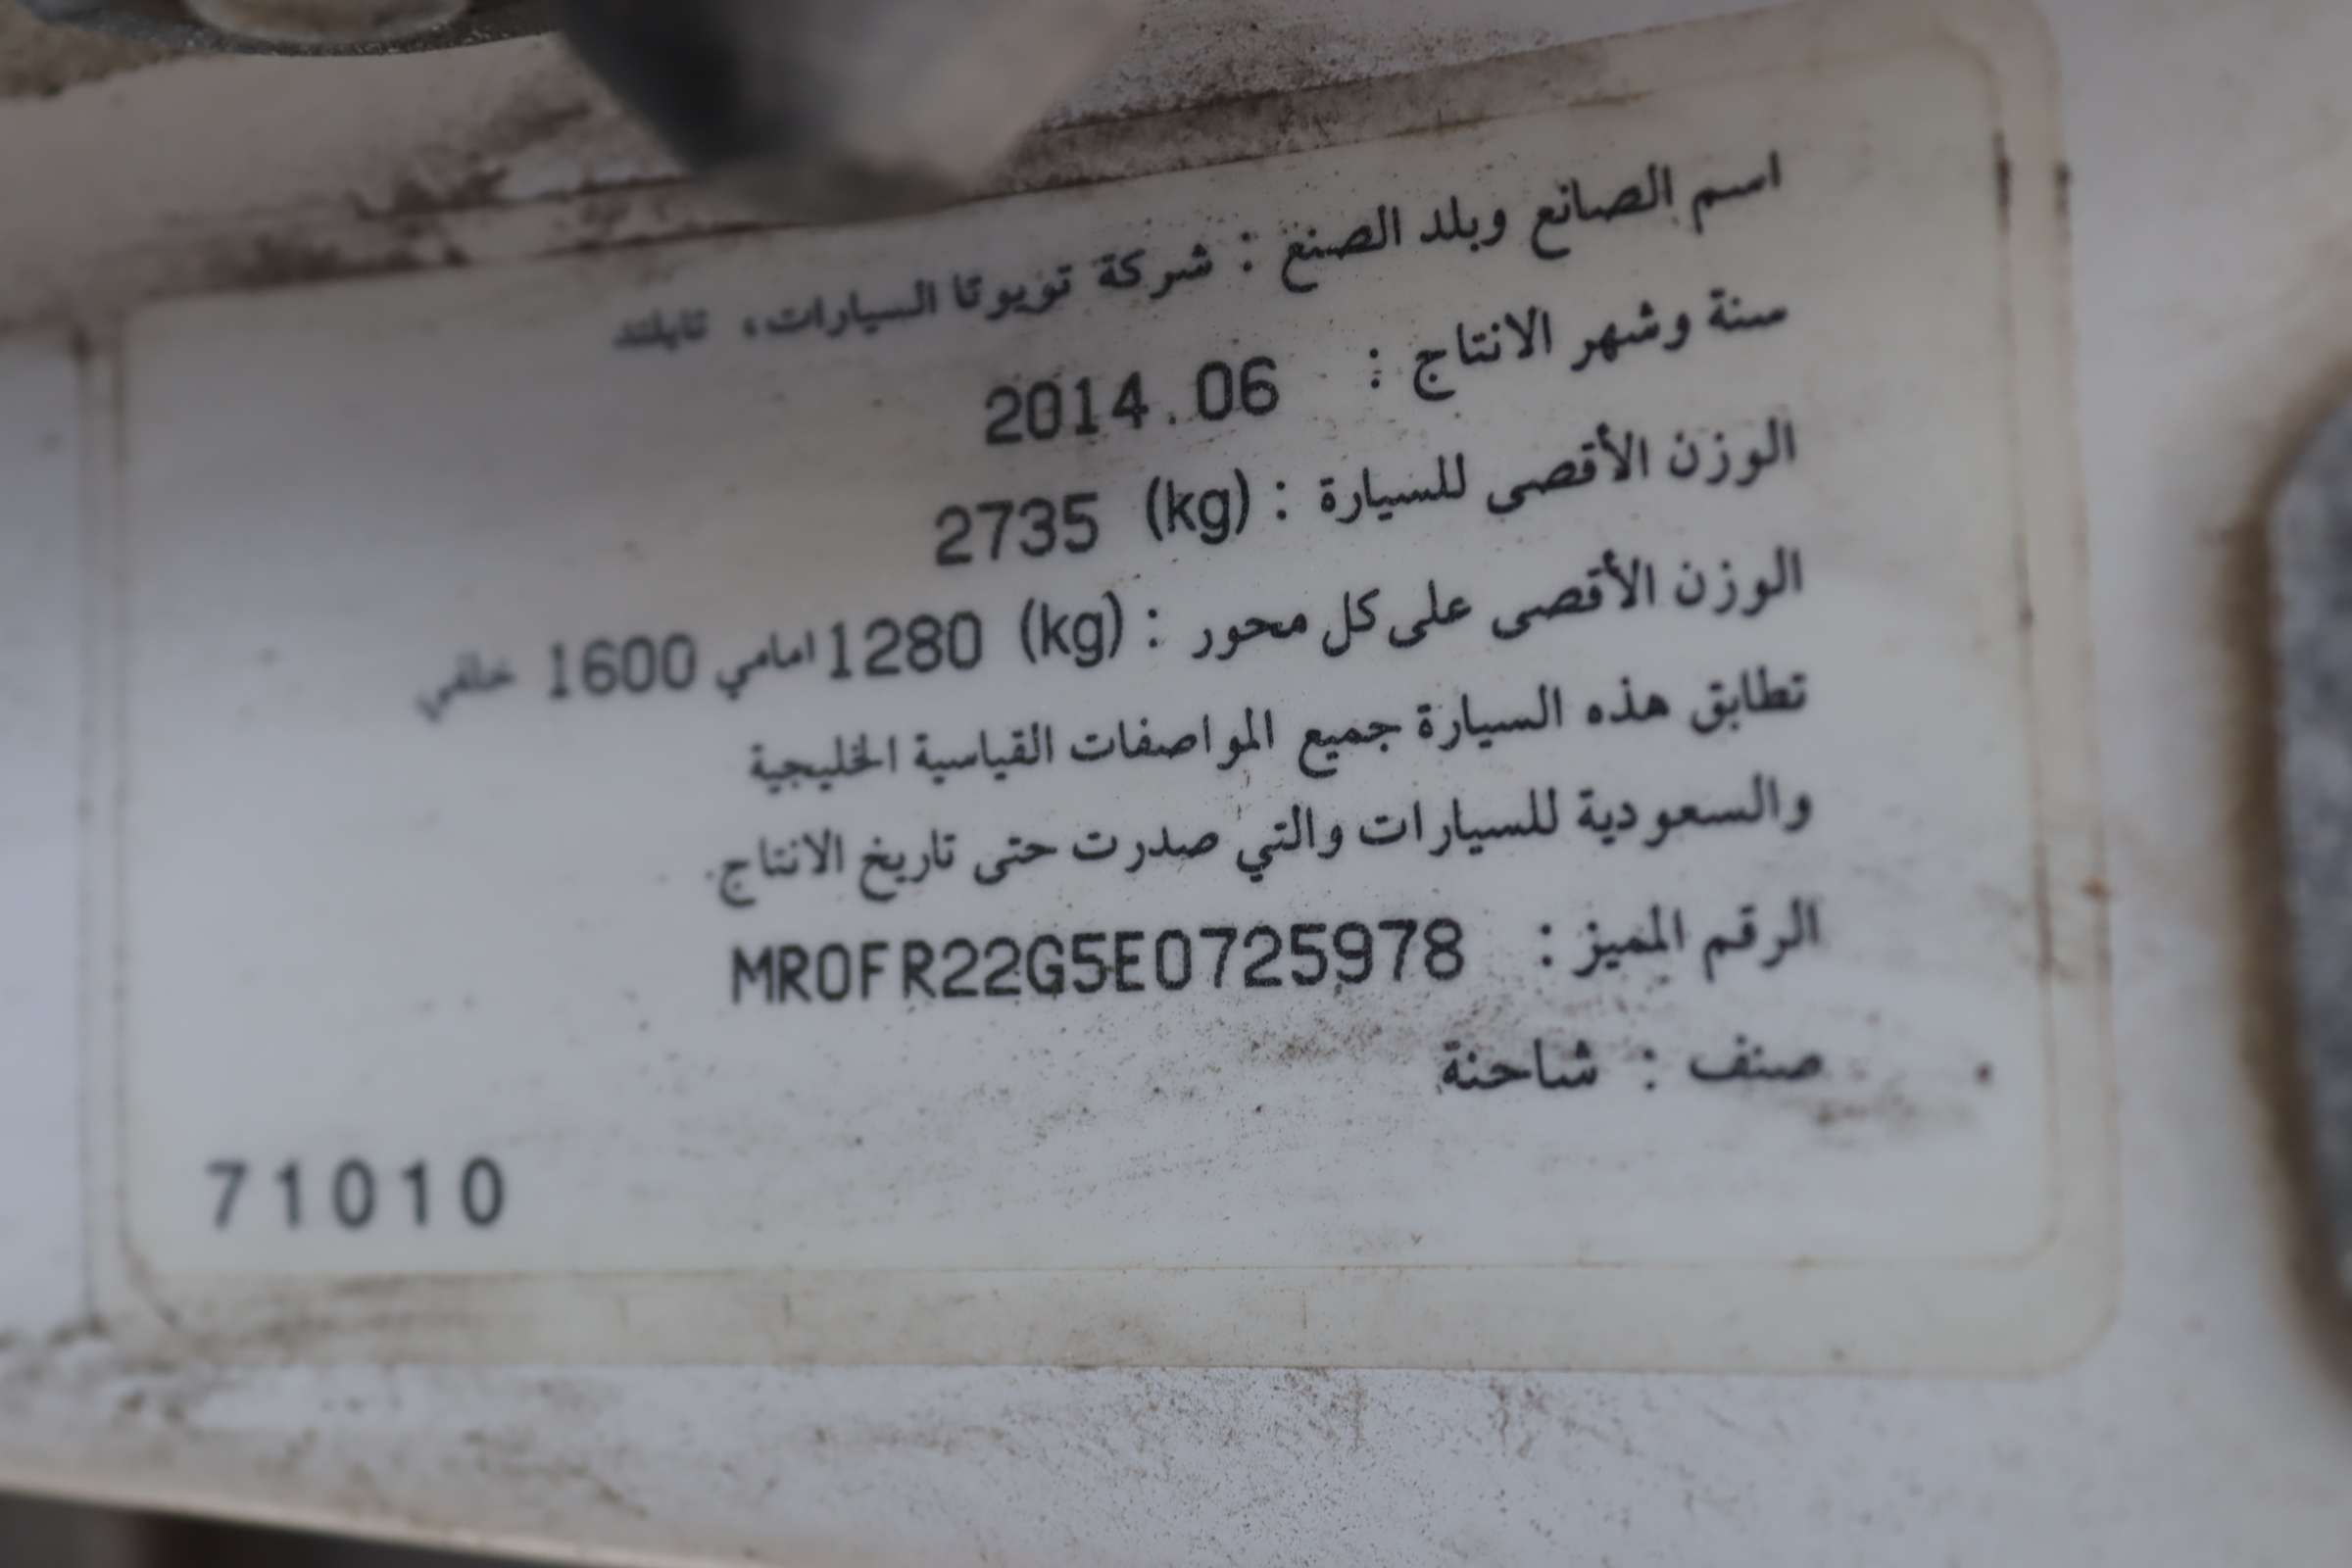 اسم الصانع وبلد الصنع : شركة تويوتا السيارات، تايلند
سنة وشهر الانتاج : 2014.06
الوزن الأقصى للسيارة : (kg) 2735
الوزن الأقصى على كل محور : (kg) 1280 امامي 1600 خلفي
تطابق هذه السيارة جميع المواصفات القياسية الخليجية
والسعودية للسيارات والتي صدرت حتى تاريخ الانتاج.
الرقم المميز : MR0FR22G5E0725978
صنف : شاحنة
71010